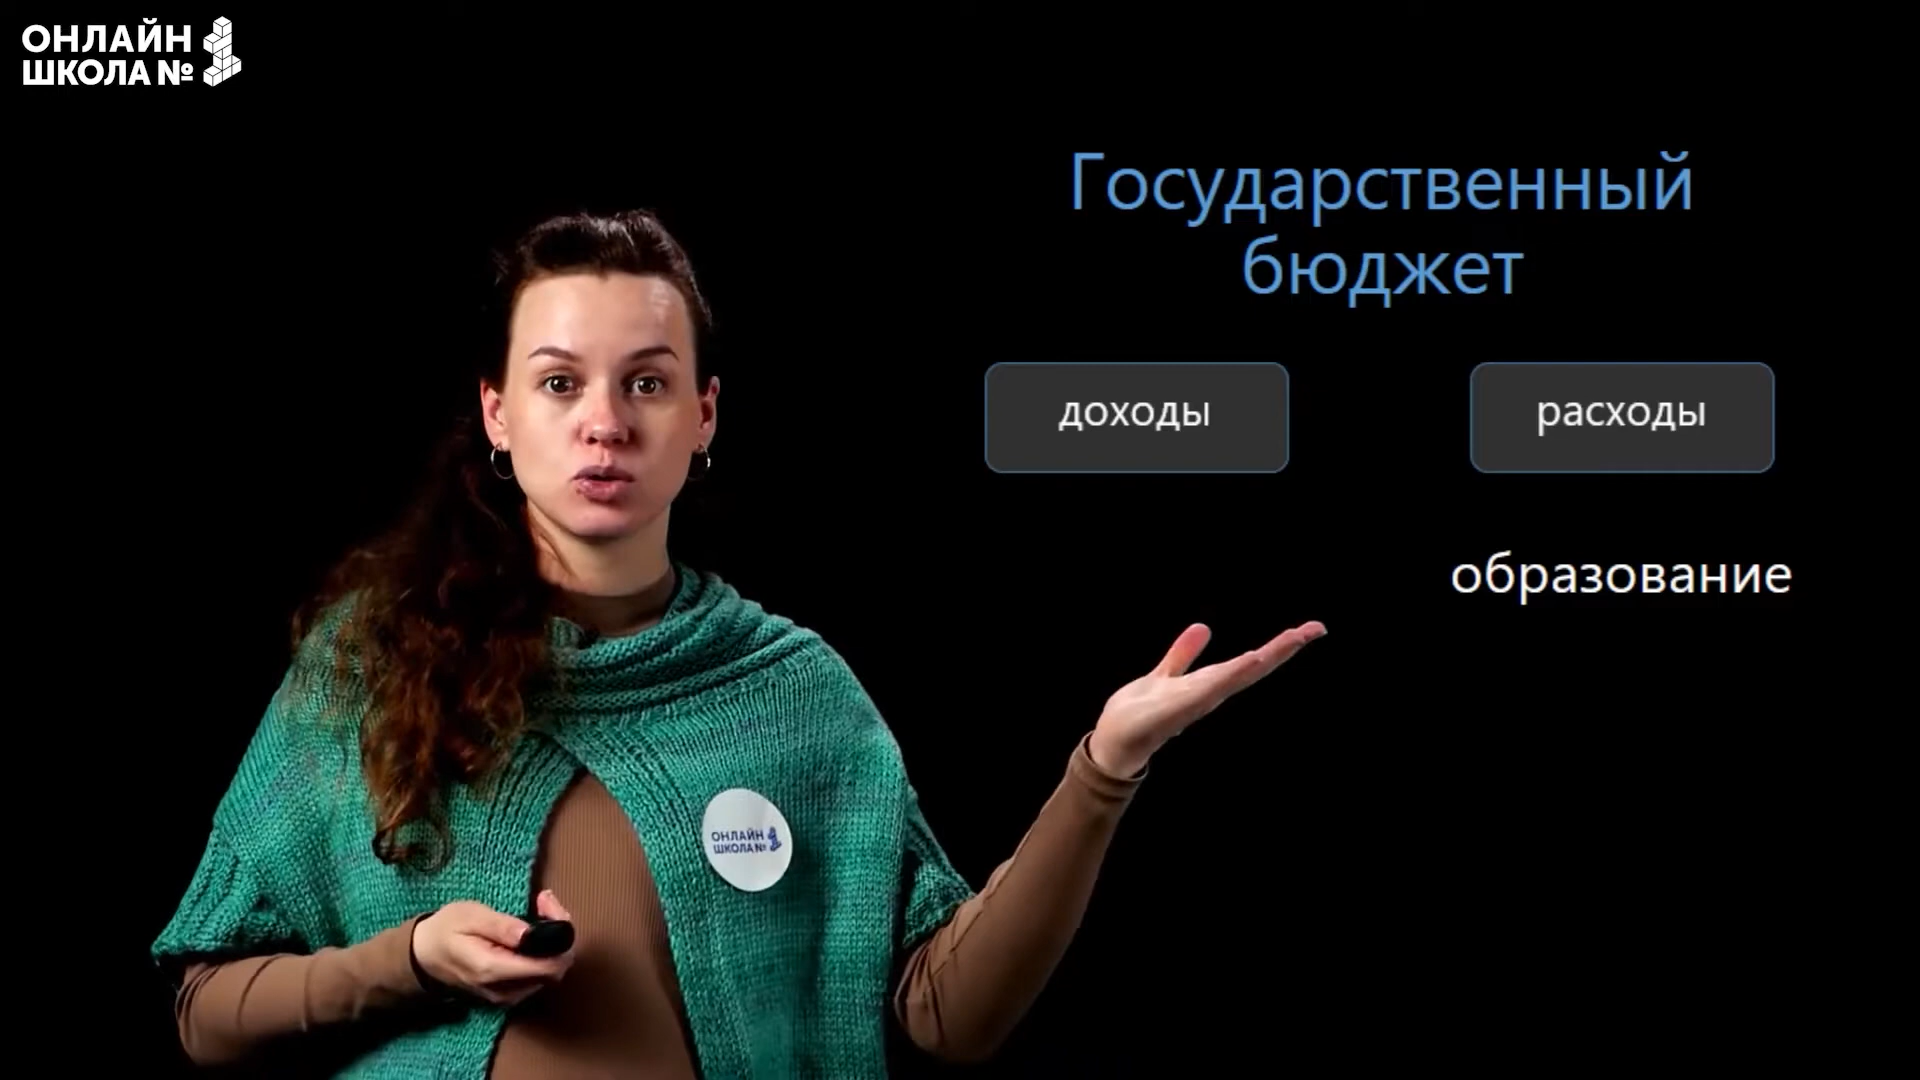 ОНЛАЙН
ШКОЛА №
Государственный
бюджет
доходы
расходы
образование
ОНЛАЙН
ШКОЛА №